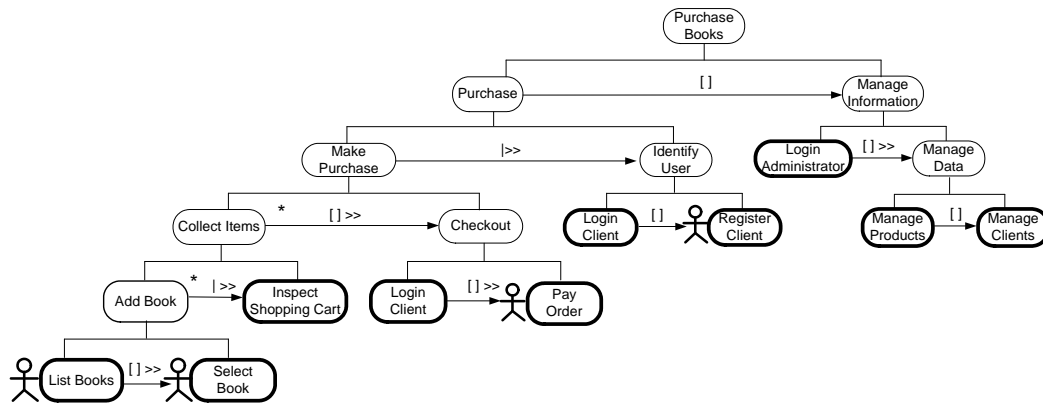 Purchase
Books
Purchase
[ ]
Manage
Information
Make
Purchase
|>>
Identify
User
Login
Administrator
[ ] >>
Manage
Data
Collect Items
*
[ ] >>
Checkout
Login
Client
[ ]
Register
Client
Manage
Products
[ ]
Manage
Clients
Add Book
*
| >>
Inspect
Shopping Cart
Login
Client
[ ] >>
Pay
Order
List Books
[ ] >>
Select
Book